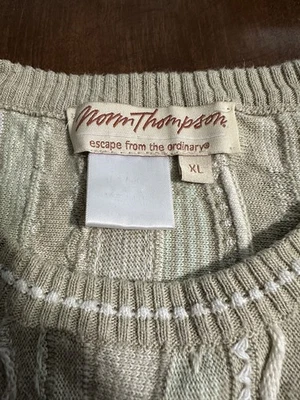 Norm Thompson®
escape from the ordinary®
XL